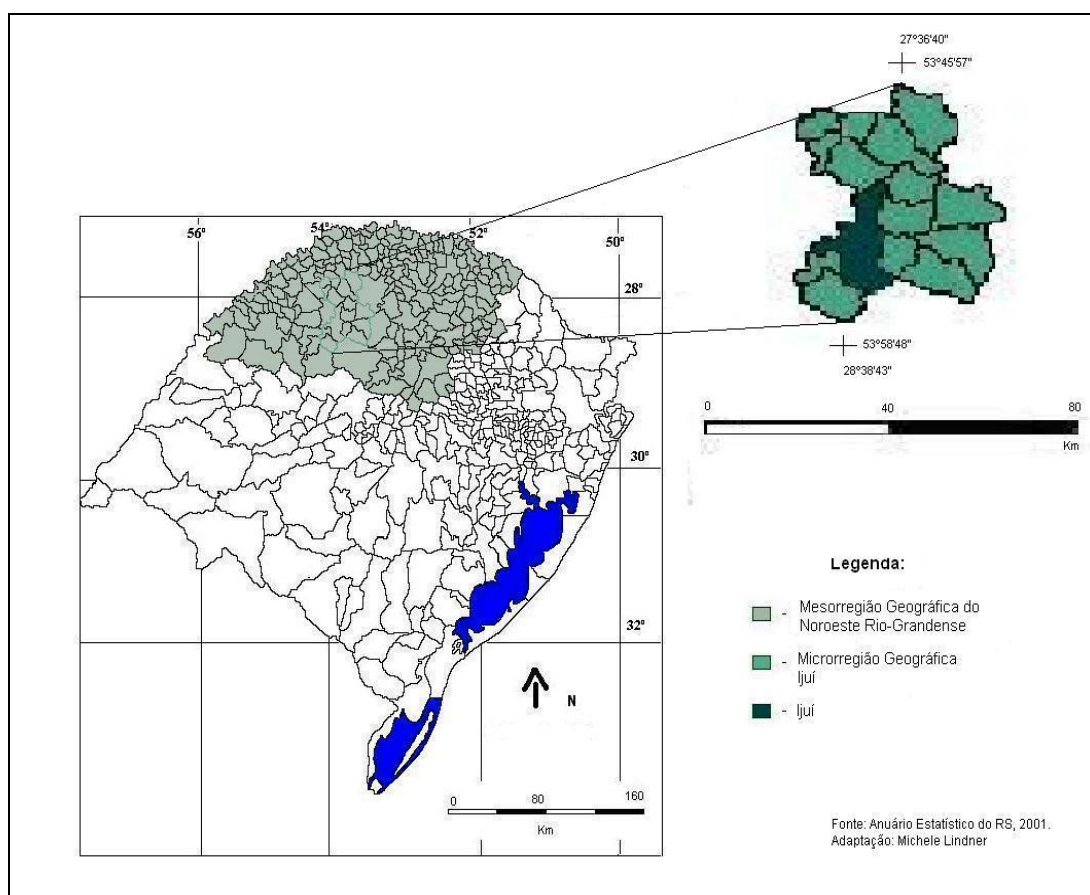 27°36'40"
53°45'57"
56°
54°
52°
50°
28°
53°58'48"
28°38'43"
0 40 80
Km
30°
32°
N
0 80 160
Km
Legenda:
- Mesorregião Geográfica do
Noroeste Rio-Grandense
- Microrregião Geográfica
Ijuí
- Ijuí
Fonte: Anuário Estatístico do RS, 2001.
Adaptação: Michele Lindner